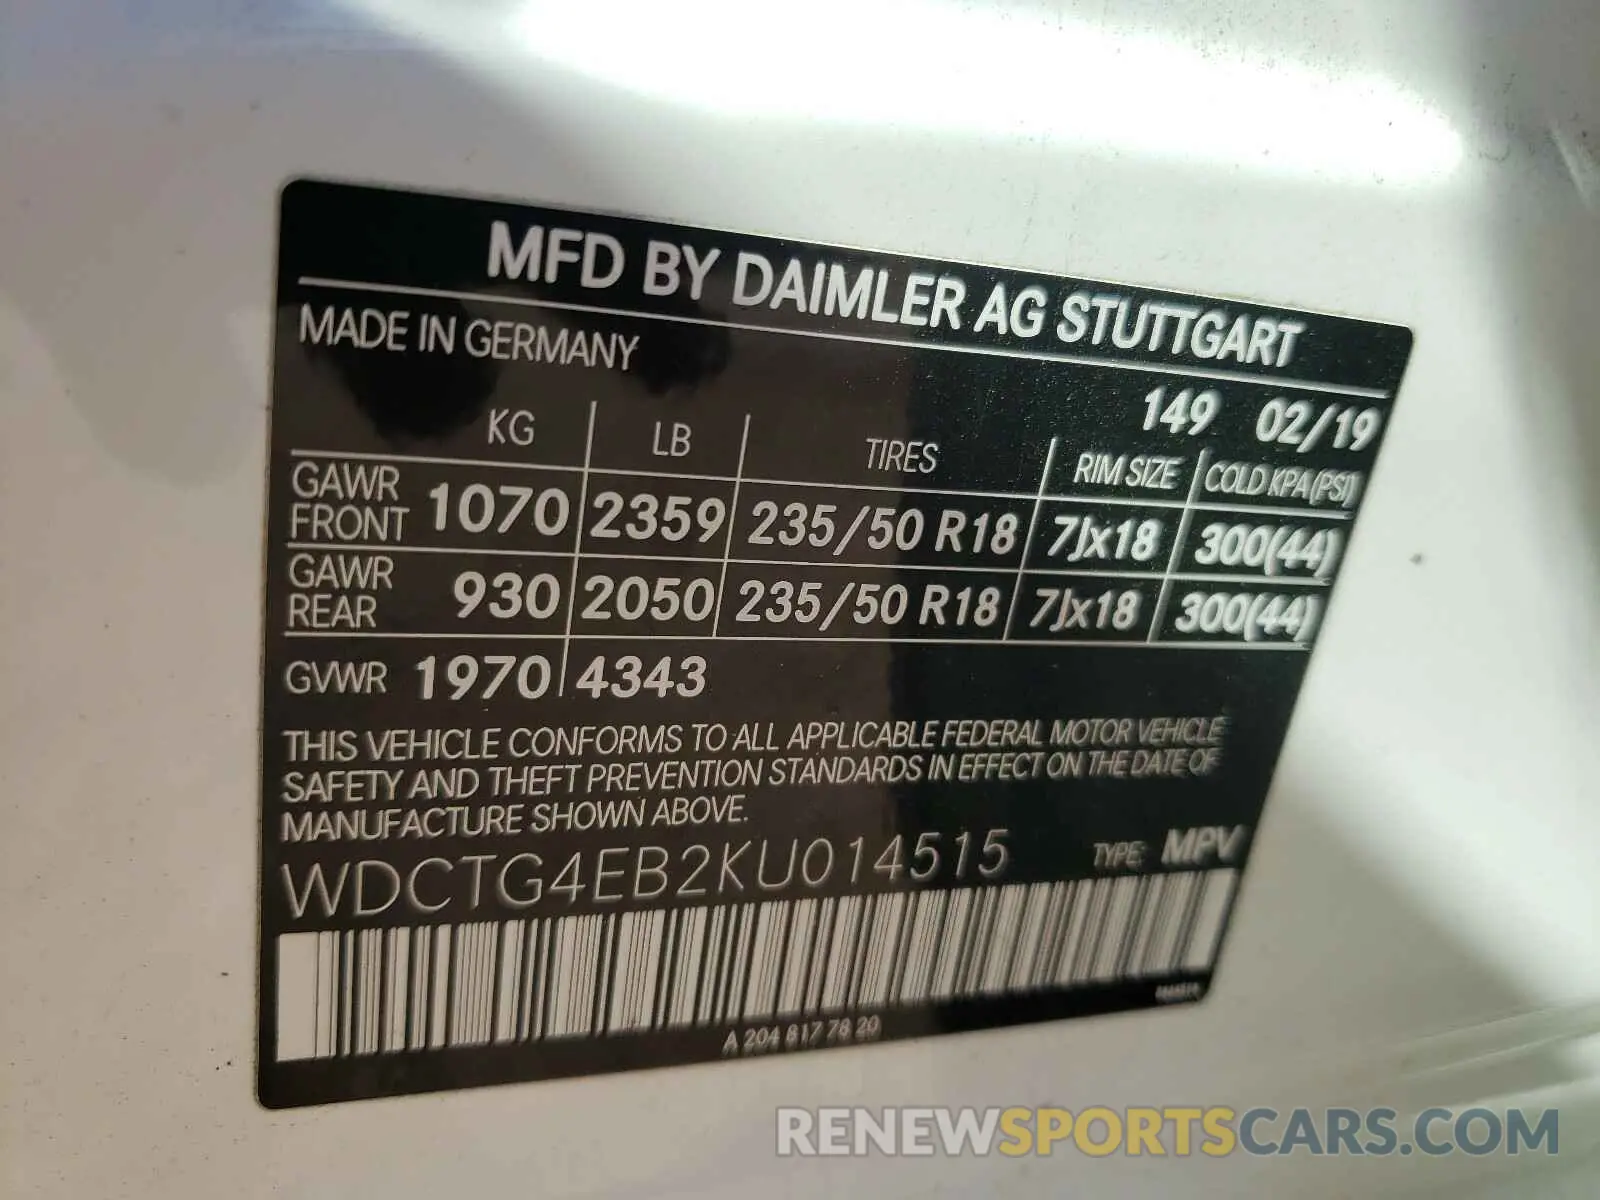 MFD BY DAIMLER AG STUTTGART
MADE IN GERMANY
149 02/19
KG LB TIRES RIM SIZE COLD KPA(PSI)
GAWR FRONT 1070 2359 235/50 R18 7Jx18 300(44)
GAWR REAR 930 2050 235/50 R18 7Jx18 300(44)
GVWR 1970 4343
THIS VEHICLE CONFORMS TO ALL APPLICABLE FEDERAL MOTOR VEHICLE
SAFETY AND THEFT PREVENTION STANDARDS IN EFFECT ON THE DATE OF
MANUFACTURE SHOWN ABOVE.
WDCTG4EB2KU014515 TYPE: MPV
A 204 817 78 20
RENEWSPORTSCARS.COM